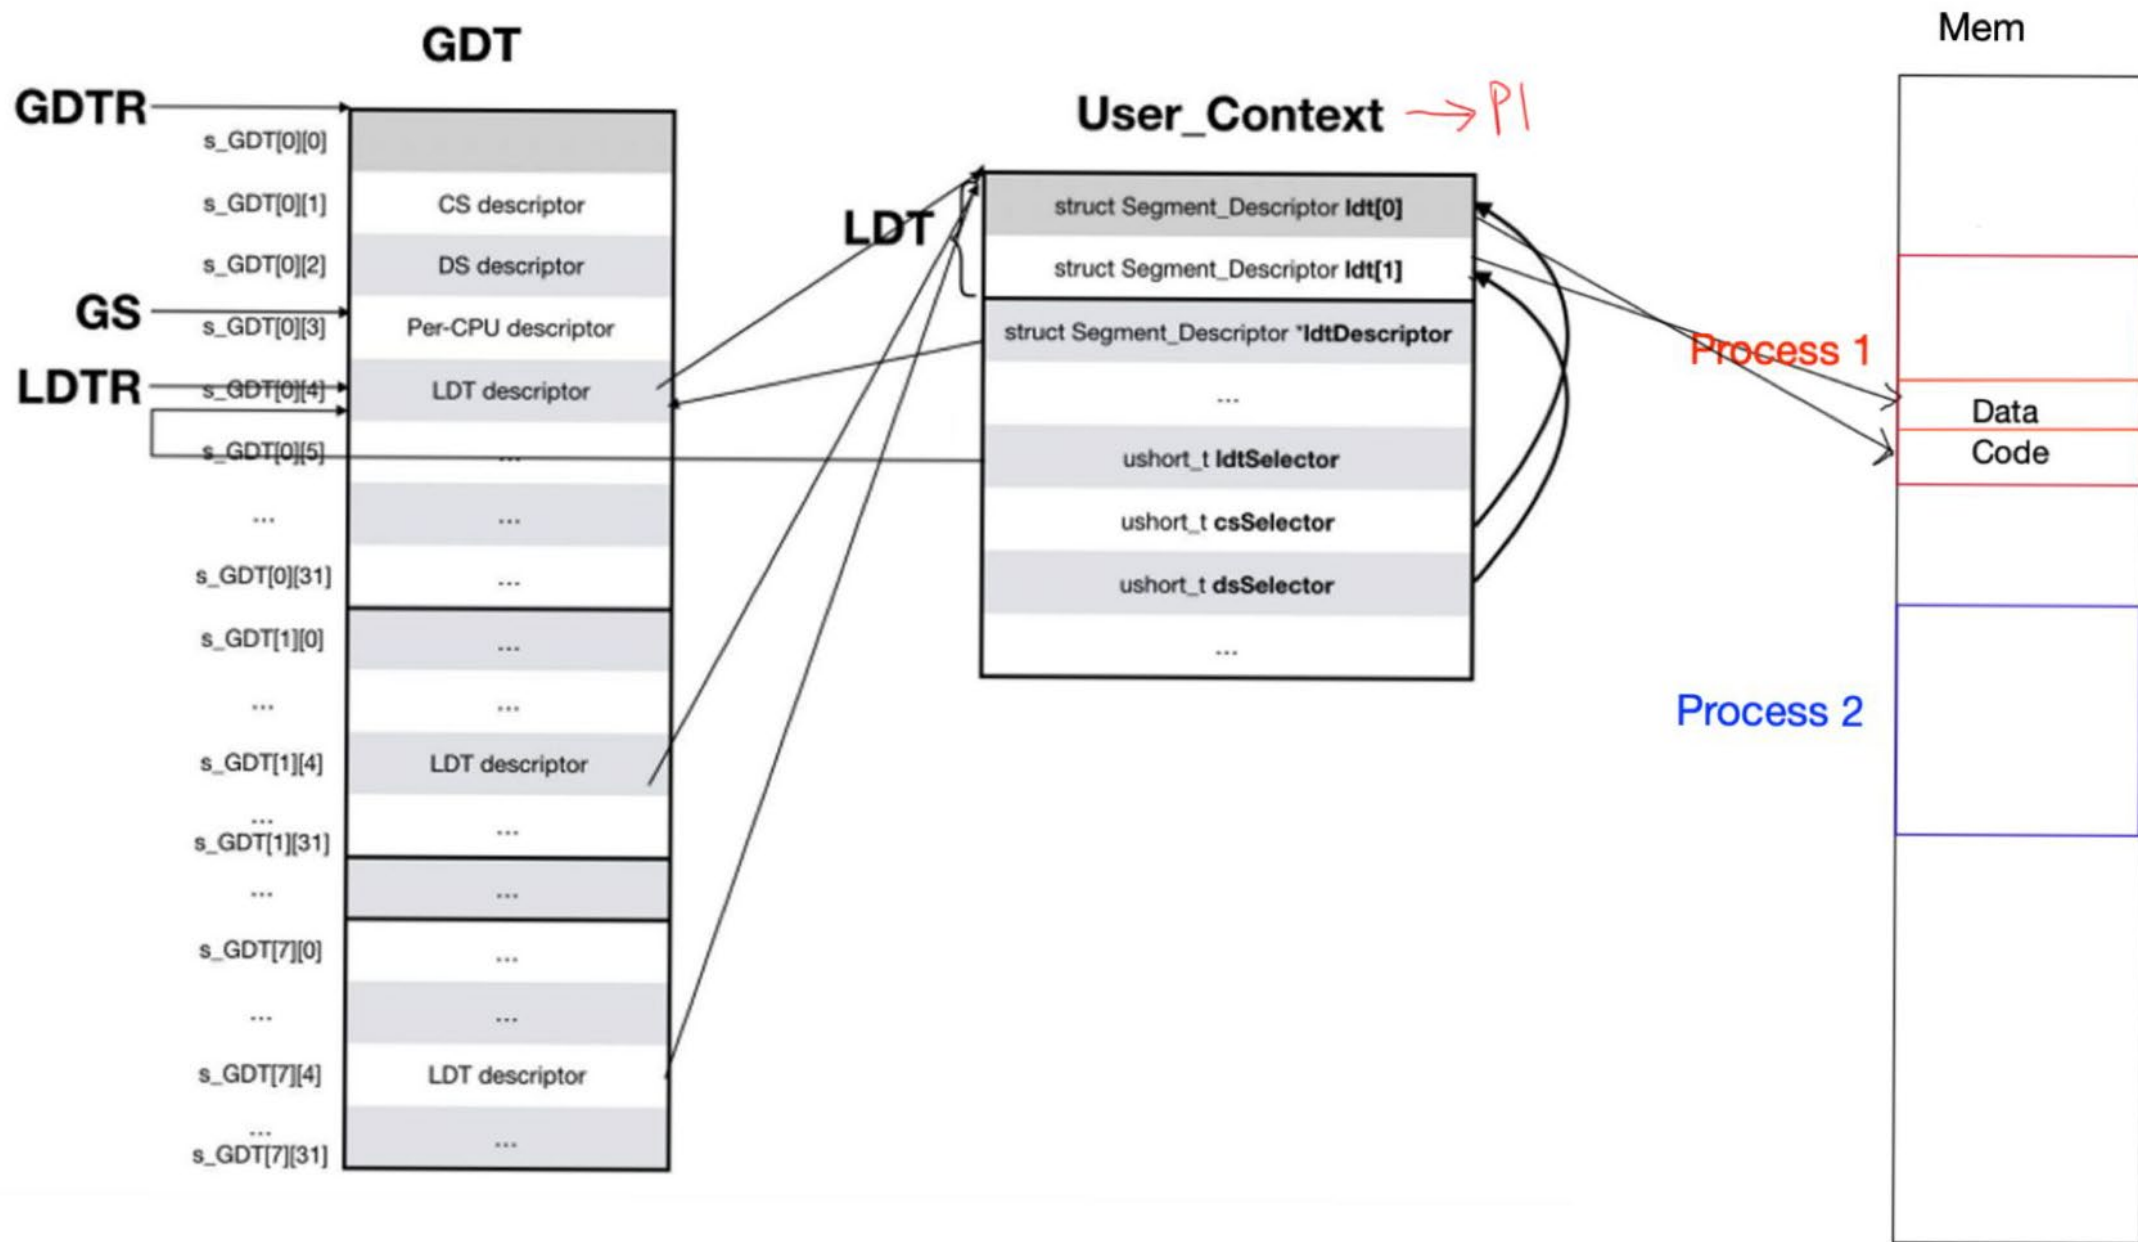 GDT
GDTR
s_GDT[0][0]
s_GDT[0][1]
CS descriptor
s_GDT[0][2]
DS descriptor
GS
s_GDT[0][3]
Per-CPU descriptor
LDTR
s_GDT[0][4]
LDT descriptor
s_GDT[0][5]
...
...
...
s_GDT[0][31]
...
s_GDT[1][0]
...
...
...
s_GDT[1][4]
LDT descriptor
...
s_GDT[1][31]
...
...
...
s_GDT[7][0]
...
...
...
s_GDT[7][4]
LDT descriptor
...
s_GDT[7][31]
...
User_Context → P1
LDT
struct Segment_Descriptor ldt[0]
struct Segment_Descriptor ldt[1]
struct Segment_Descriptor *ldtDescriptor
...
ushort_t ldtSelector
ushort_t csSelector
ushort_t dsSelector
...
Mem
Process 1
Data
Code
Process 2